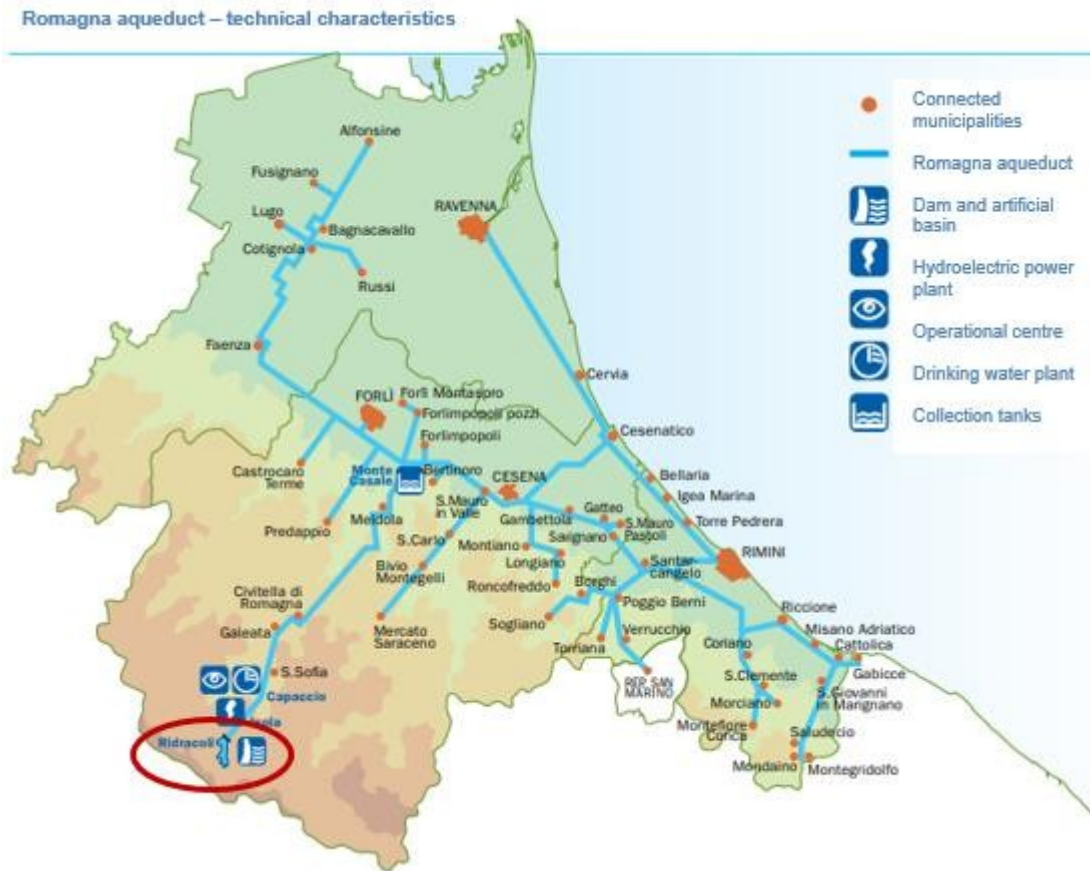 Romagna aqueduct – technical characteristics
Connected
municipalities
Romagna aqueduct
Dam and artificial
basin
Hydroelectric power
plant
Operational centre
Drinking water plant
Collection tanks
Alfonsine
Fusignano
Lugo
Bagnacavallo
Cotignola
Russi
RAVENNA
Faenza
Cervia
FORLÌ
Forlì Montaspro
Forlimpopoli pozzi
Forlimpopoli
Cesenatico
Castrocaro
Terme
Monte
Casale
Bertinoro
CESENA
Bellaria
Igea Marina
Torre Pedrera
Predappio
Meldola
S.Mauro
in Valle
Gambettola
Gatteo
S.Mauro
Pascoli
Savignano
S.Carlo
Montiano
Longiano
Santar-
cangelo
RIMINI
Bivio
Montegelli
Roncofreddo
Borghi
Poggio Berni
Civitella di
Romagna
Galeata
Mercato
Saraceno
Sogliano
Torriana
Verrucchio
Riccione
Misano Adriatico
Cattolica
Gabicce
Coriano
REP. SAN
MARINO
S.Clemente
S.Giovanni
in Marignano
Morciano
S.Sofia
Capaccio
Montefiore
Conca
Saludecio
Ridracoli
Mondaino
Montegridolfo